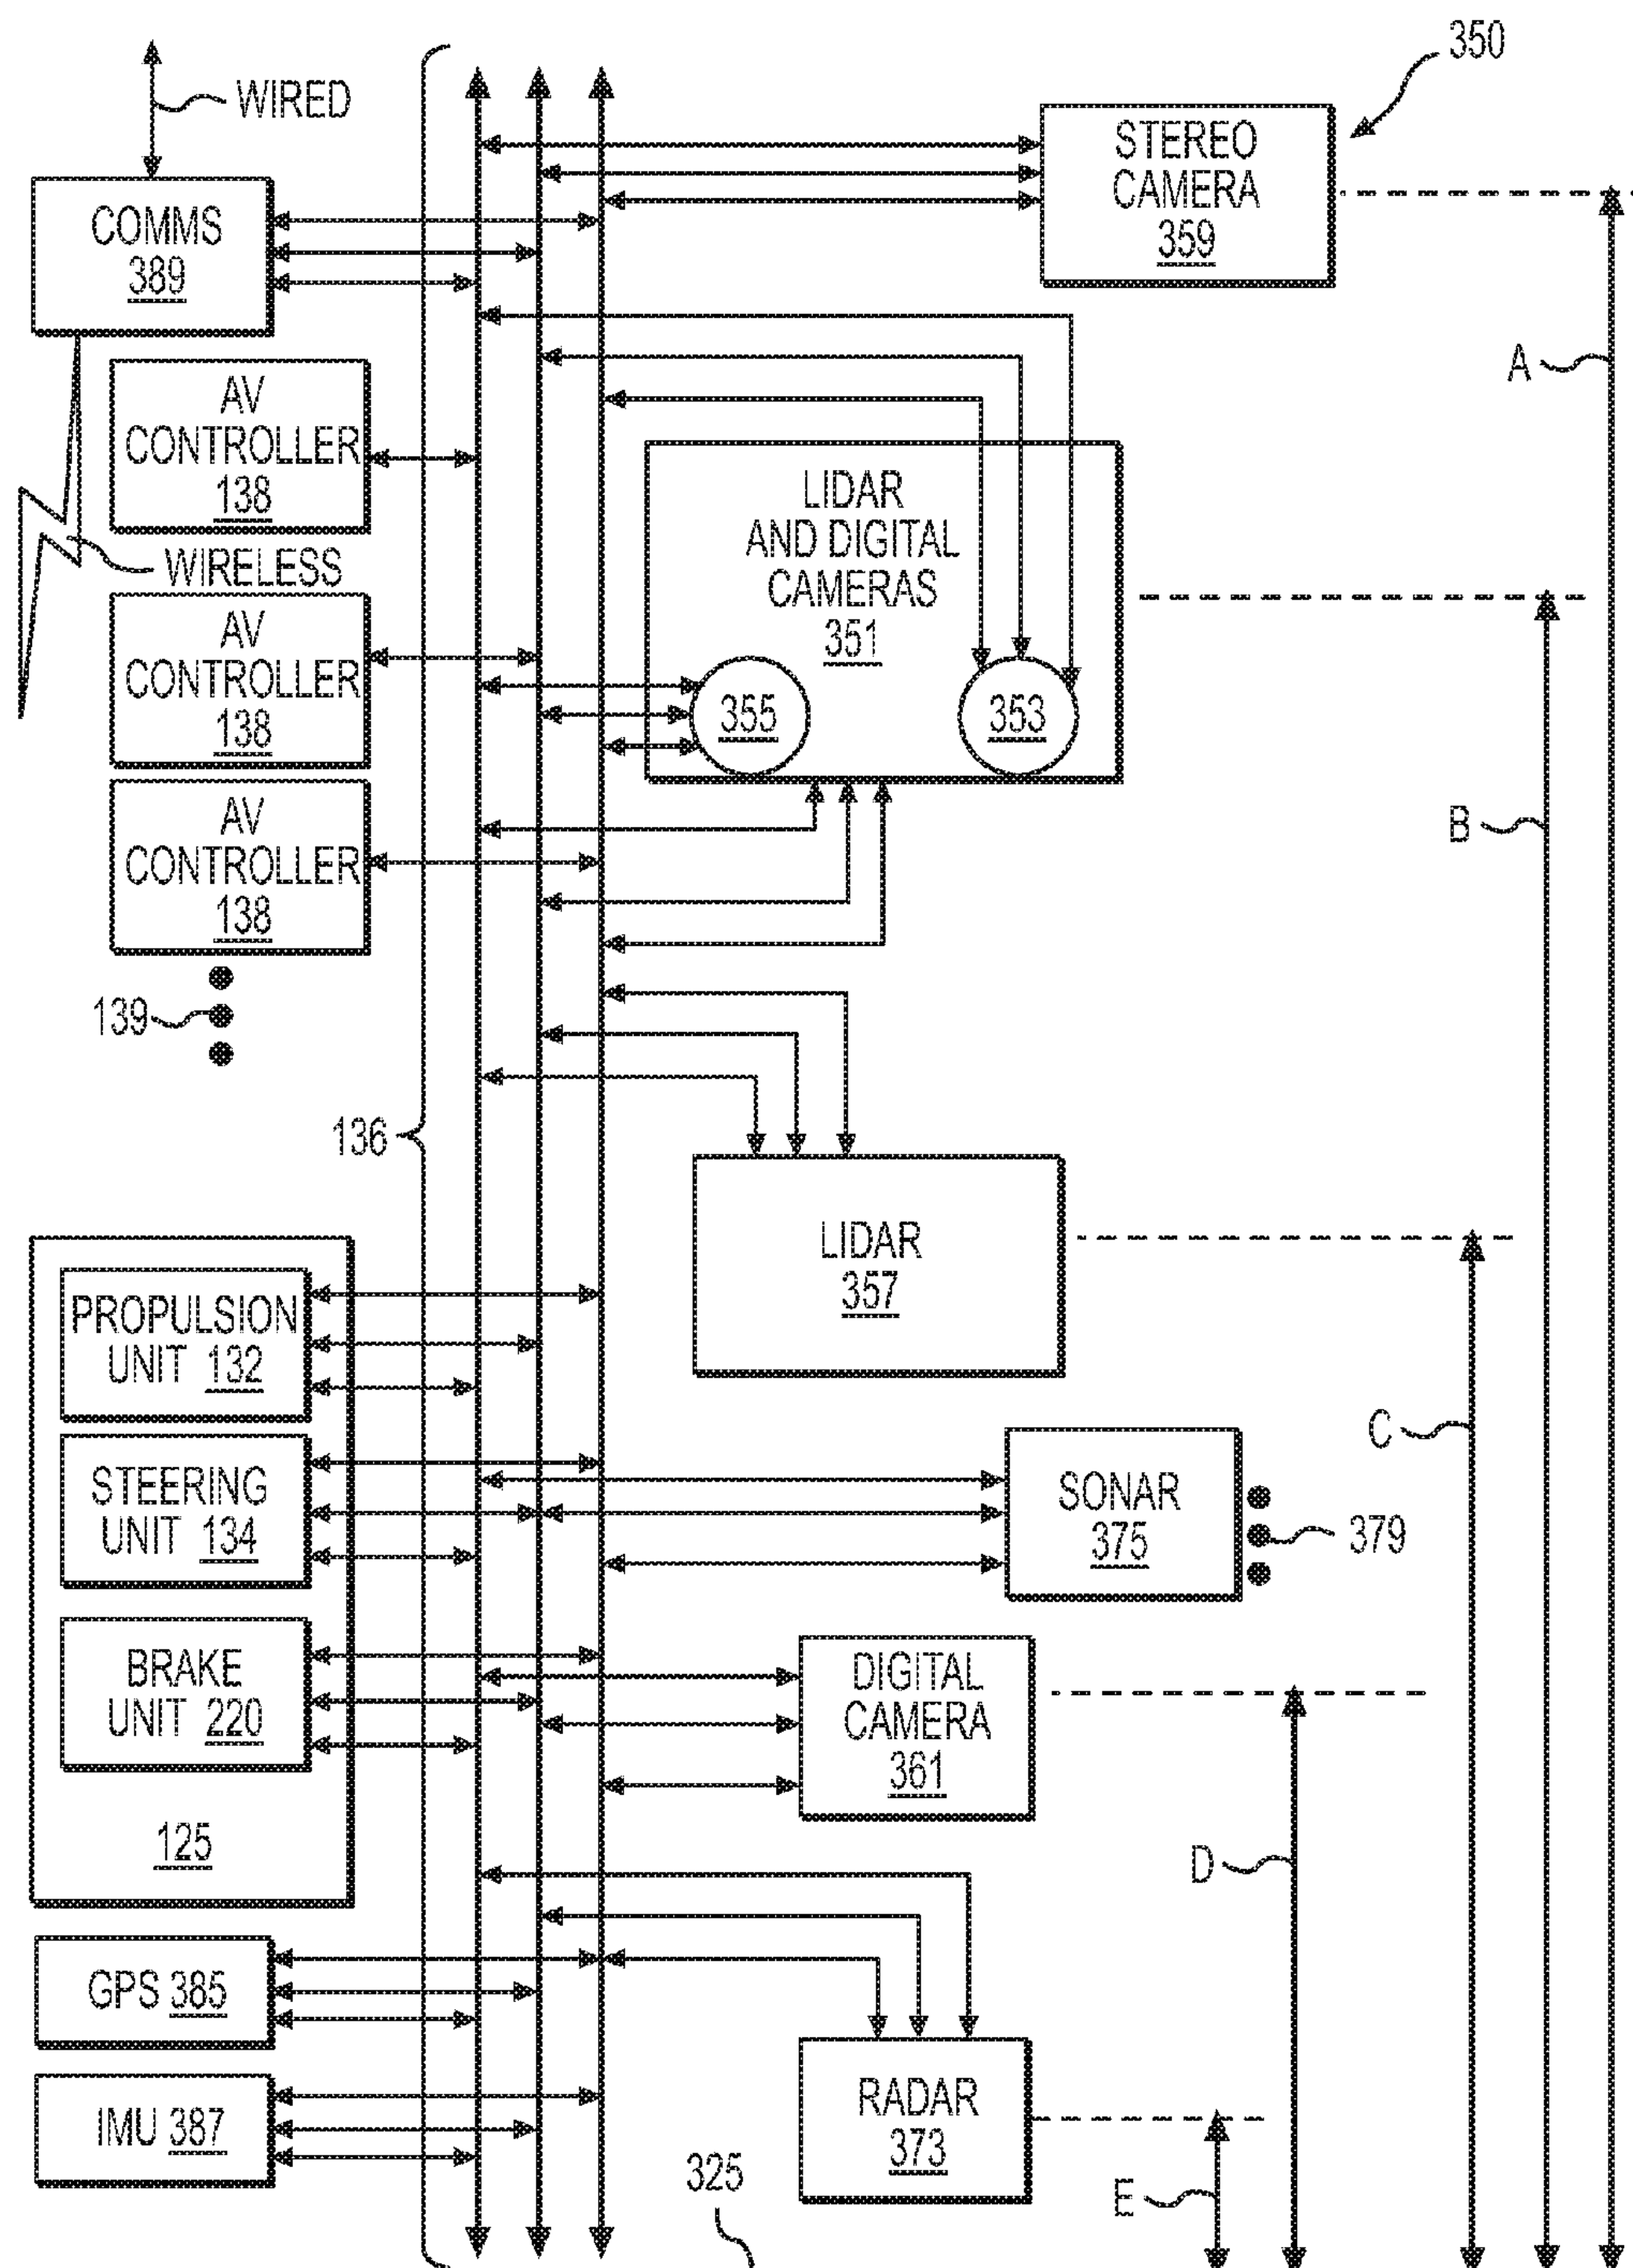 350
WIRED
STEREO
CAMERA
359
COMMS
389
A
AV
CONTROLLER
138
WIRELESS
LIDAR
AND DIGITAL
CAMERAS
351
355
353
AV
CONTROLLER
138
B
AV
CONTROLLER
138
139
136
LIDAR
357
PROPULSION
UNIT 132
C
STEERING
UNIT 134
SONAR
375
379
BRAKE
UNIT 220
DIGITAL
CAMERA
361
125
D
GPS 385
IMU 387
RADAR
373
325
E